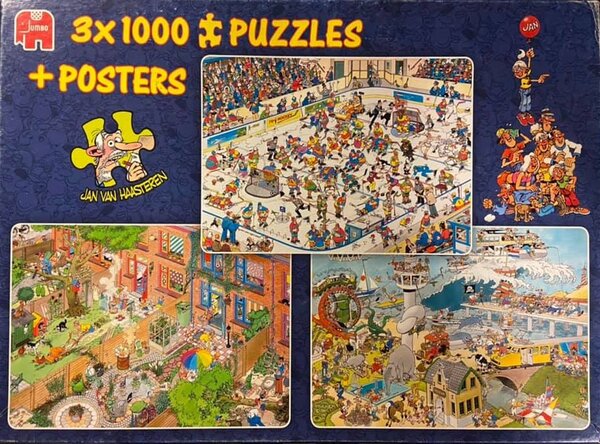 Jumbo
3x1000 PUZZLES
+ POSTERS
JAN
JAN VAN HAASTEREN